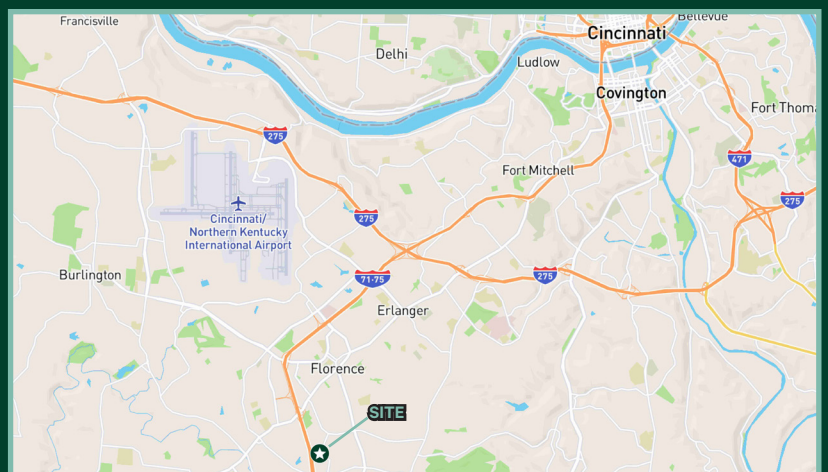 Francisville
Bellevue
Cincinnati
Delhi
Ludlow
Covington
Fort Thom
275
471
Fort Mitchell
275
Cincinnati/
Northern Kentucky
International Airport
275
Burlington
71-75
275
Erlanger
Florence
SITE